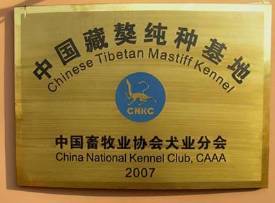 中国藏獒纯种基地
Chinese Tibetan Mastiff Kennel
CNKC
中国畜牧业协会犬业分会
China National Kennel Club, CAAA
2007